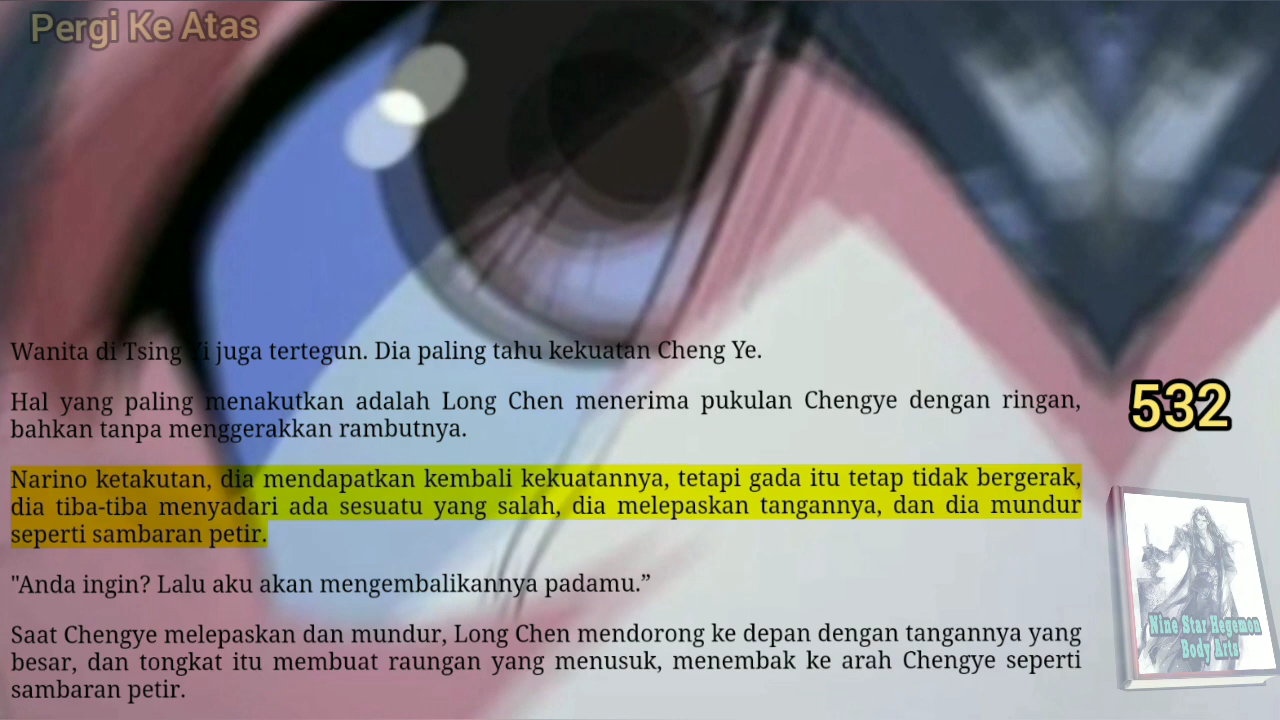 Pergi Ke Atas
Wanita di Tsing Yi juga tertegun. Dia paling tahu kekuatan Cheng Ye.
Hal yang paling menakutkan adalah Long Chen menerima pukulan Chengye dengan ringan,
bahkan tanpa menggerakkan rambutnya.
532
Narino ketakutan, dia mendapatkan kembali kekuatannya, tetapi gada itu tetap tidak bergerak,
dia tiba-tiba menyadari ada sesuatu yang salah, dia melepaskan tangannya, dan dia mundur
seperti sambaran petir.
"Anda ingin? Lalu aku akan mengembalikannya padamu.”
Saat Chengye melepaskan dan mundur, Long Chen mendorong ke depan dengan tangannya yang
besar, dan tongkat itu membuat raungan yang menusuk, menembak ke arah Chengye seperti
sambaran petir.
Nine Star Hegemon
Body Arts